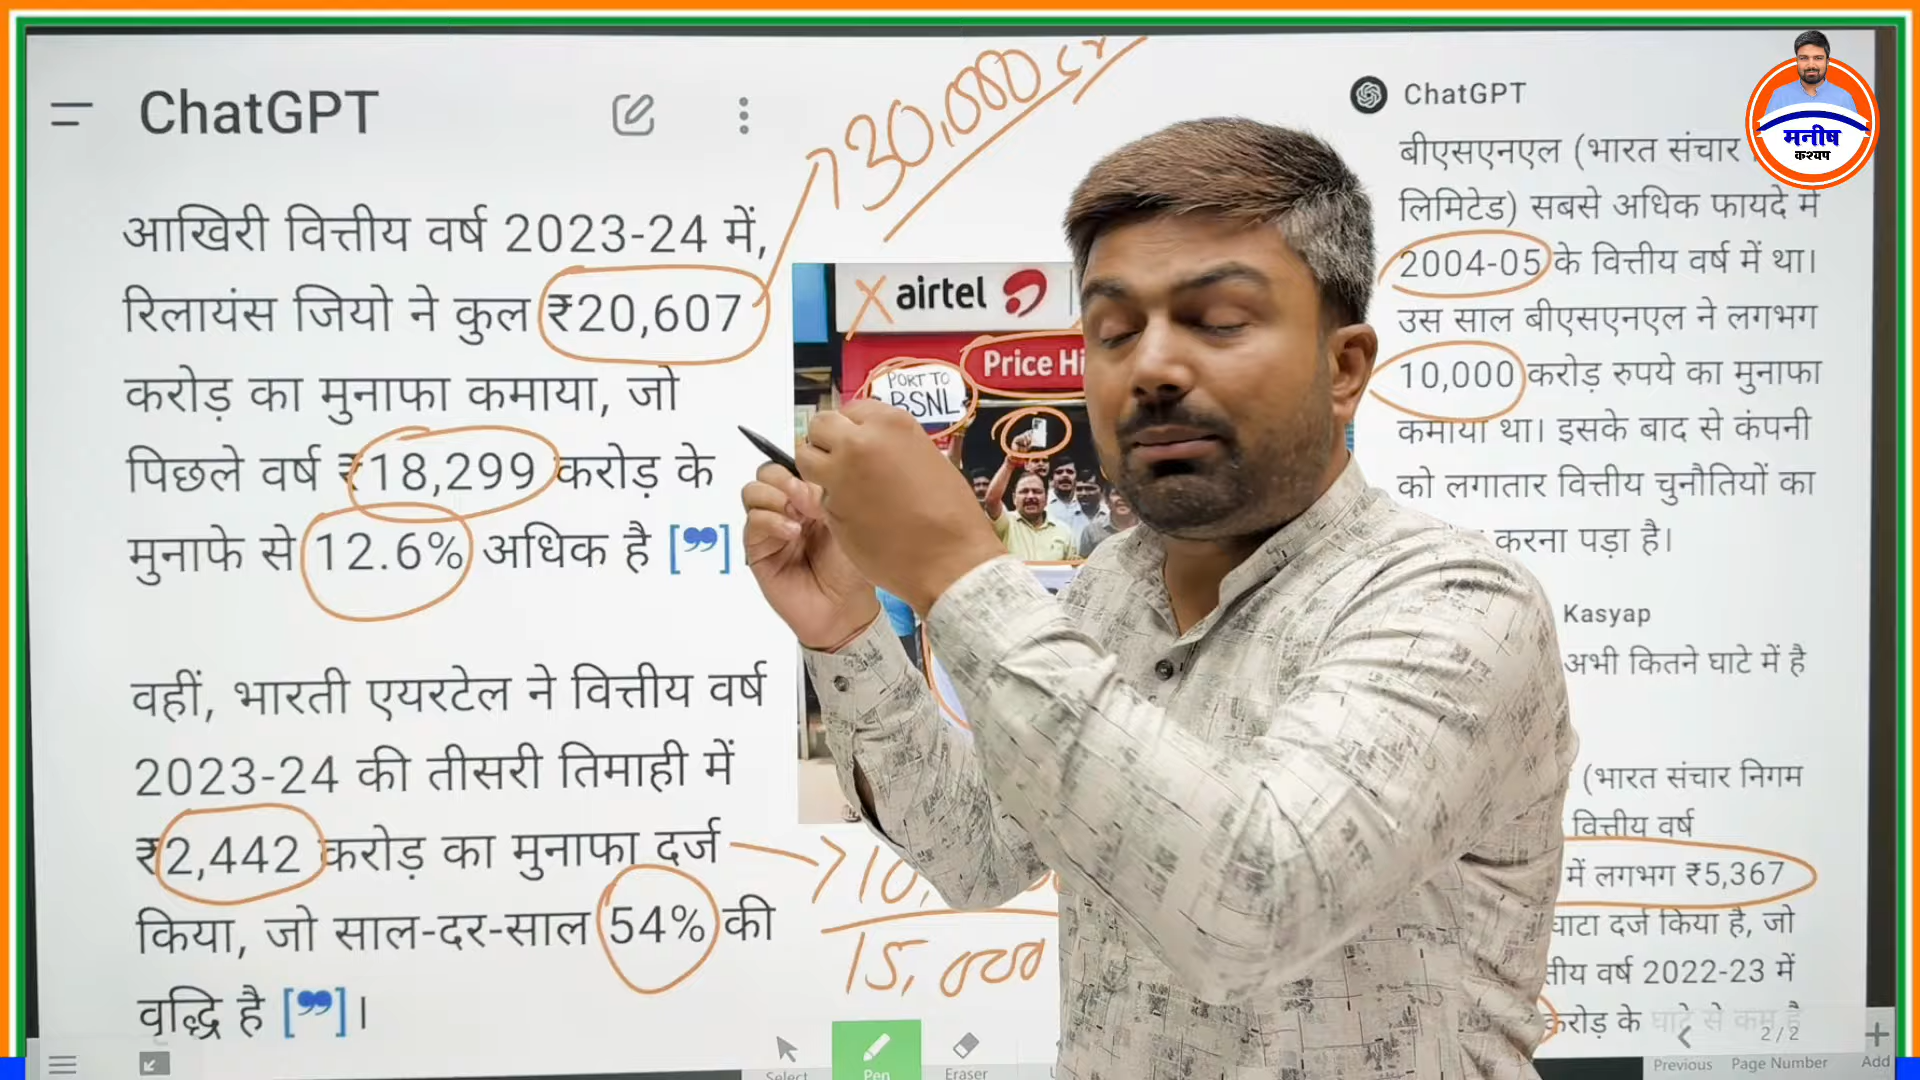 ChatGPT
आखिरी वित्तीय वर्ष 2023-24 में,
रिलायंस जियो ने कुल ₹20,607
करोड़ का मुनाफा कमाया, जो
पिछले वर्ष ₹18,299 करोड़ के
मुनाफे से 12.6% अधिक है [❞]
वहीं, भारती एयरटेल ने वित्तीय वर्ष
2023-24 की तीसरी तिमाही में
₹2,442 करोड़ का मुनाफा दर्ज
किया, जो साल-दर-साल 54% की
वृद्धि है [❞]।
30,000 cr
airtel
Price Hi
PORT TO
BSNL
10,
15,000
ChatGPT
बीएसएनएल (भारत संचार
लिमिटेड) सबसे अधिक फायदे में
2004-05 के वित्तीय वर्ष में था।
उस साल बीएसएनएल ने लगभग
10,000 करोड़ रुपये का मुनाफा
कमाया था। इसके बाद से कंपनी
को लगातार वित्तीय चुनौतियों का
करना पड़ा है।
Kasyap
अभी कितने घाटे में है
(भारत संचार निगम
वित्तीय वर्ष
में लगभग ₹5,367
घाटा दर्ज किया है, जो
वर्ष 2022-23 में
करोड़ के घाटे से कम है
मनीष
कश्यप
Select
Pen
Eraser
2/2
Previous
Page Number
Add